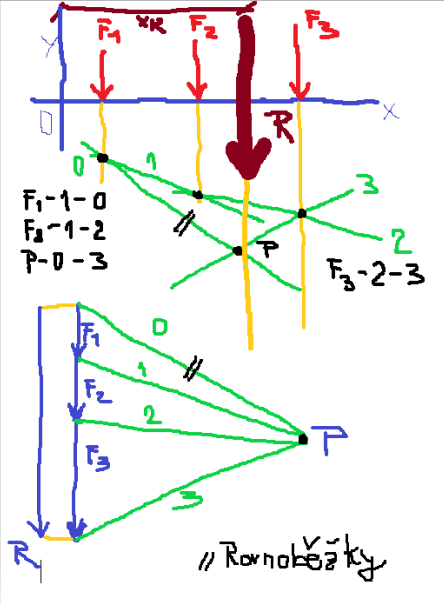 xR
F1 F2 F3
Y
0 X
R
0 1
3
F1-1-0
F2-1-2
P-0-3
//
P
2
F3-2-3
0
F1
//
1
F2
2
P
F3
3
R
// Rovnoběžky